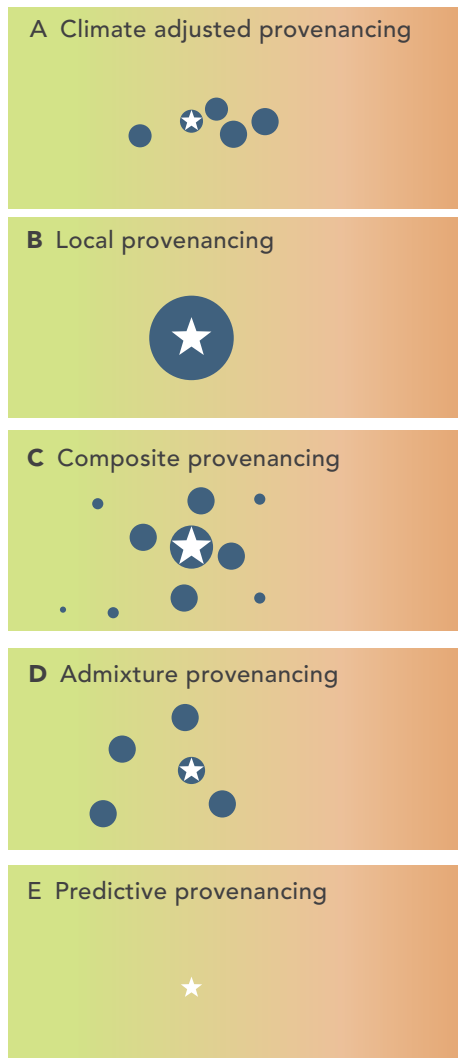 A Climate adjusted provenancing
B Local provenancing
C Composite provenancing
D Admixture provenancing
E Predictive provenancing